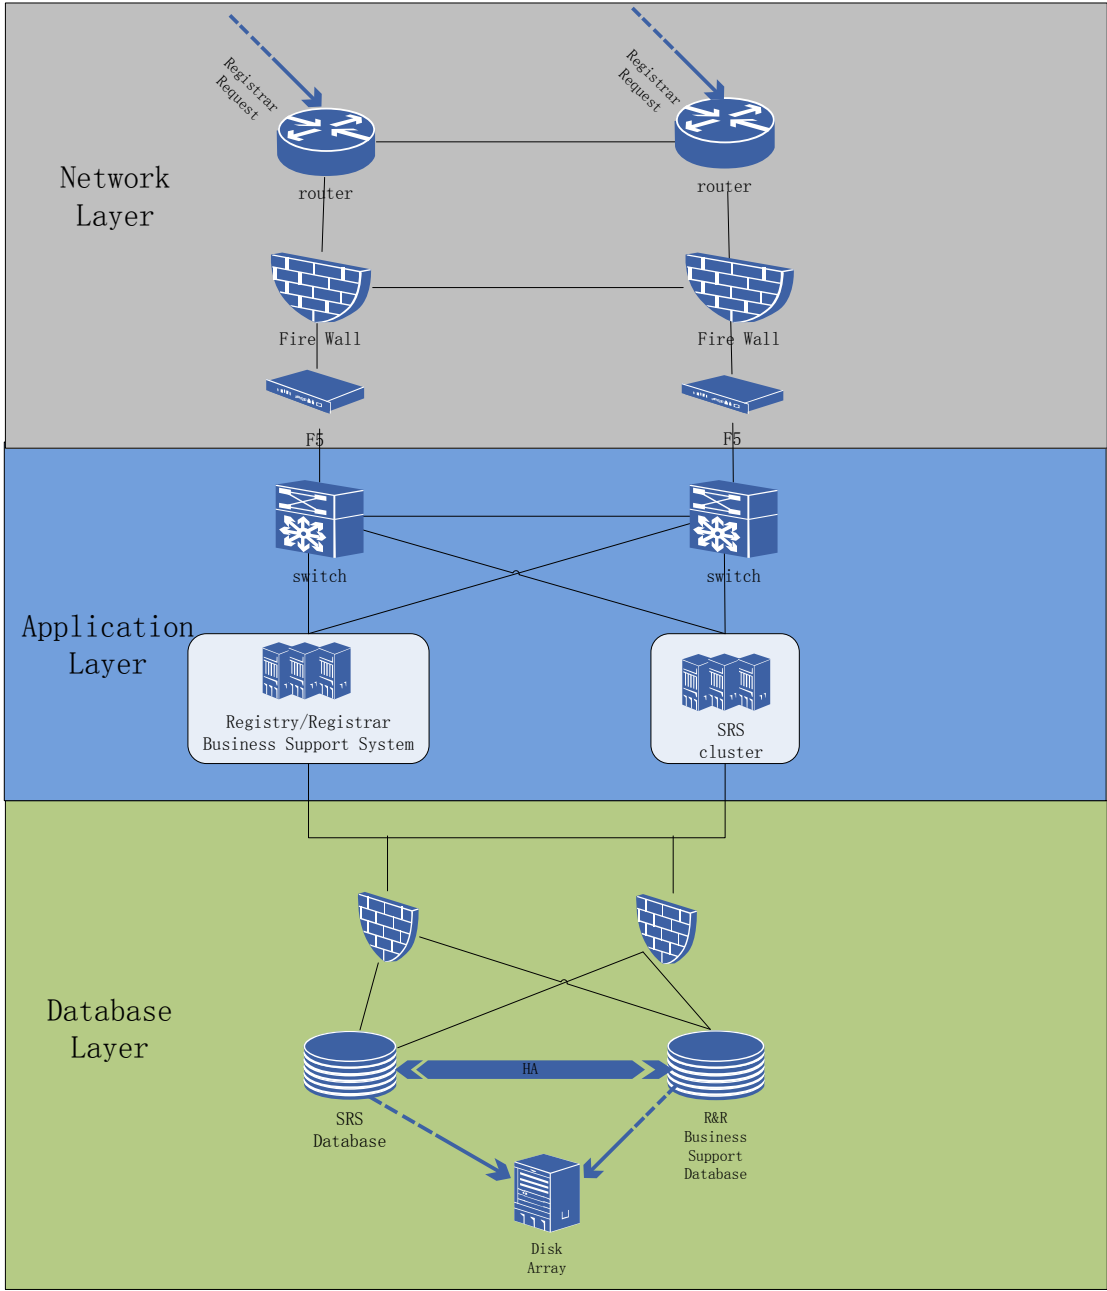 Registrar
Request
Registrar
Request
router
router
Network
Layer
Fire Wall
Fire Wall
F5
F5
switch
switch
Application
Layer
Registry/Registrar
Business Support System
SRS
cluster
Database
Layer
HA
SRS
Database
R&R
Business
Support
Database
Disk
Array